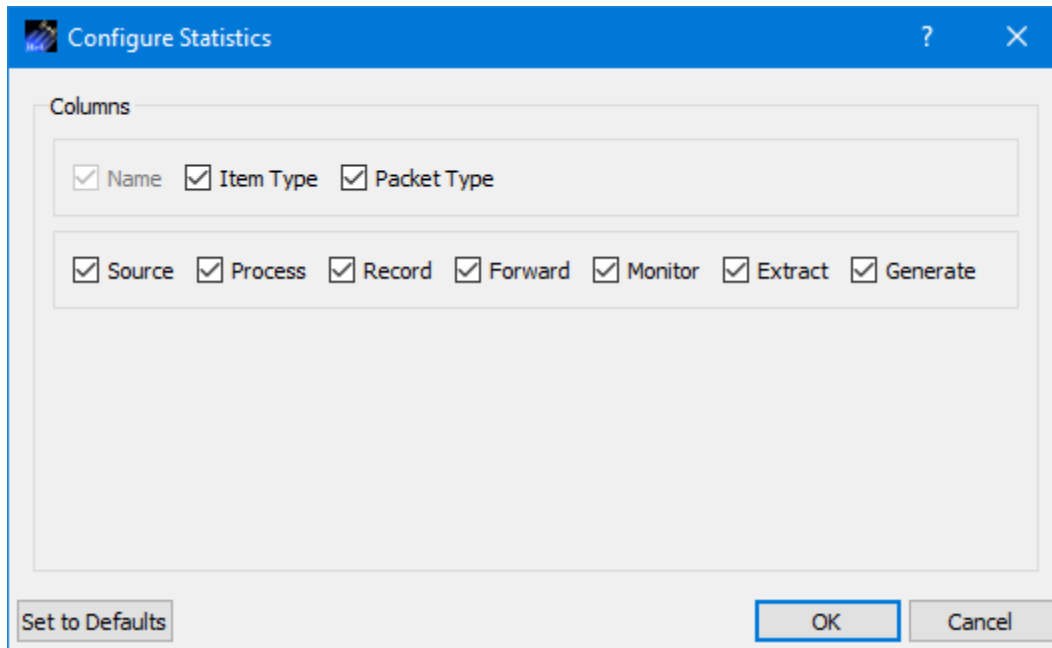 Configure Statistics ?
Columns
Name Item Type Packet Type
Source Process Record Forward Monitor Extract Generate
Set to Defaults OK Cancel